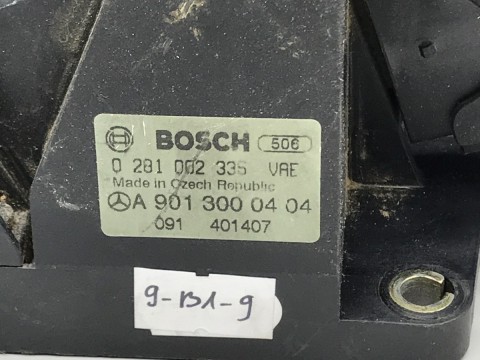 BOSCH 506
0 281 002 335 VAE
Made in Czech Republic
A 901 300 04 04
091 401407
9-B1-9